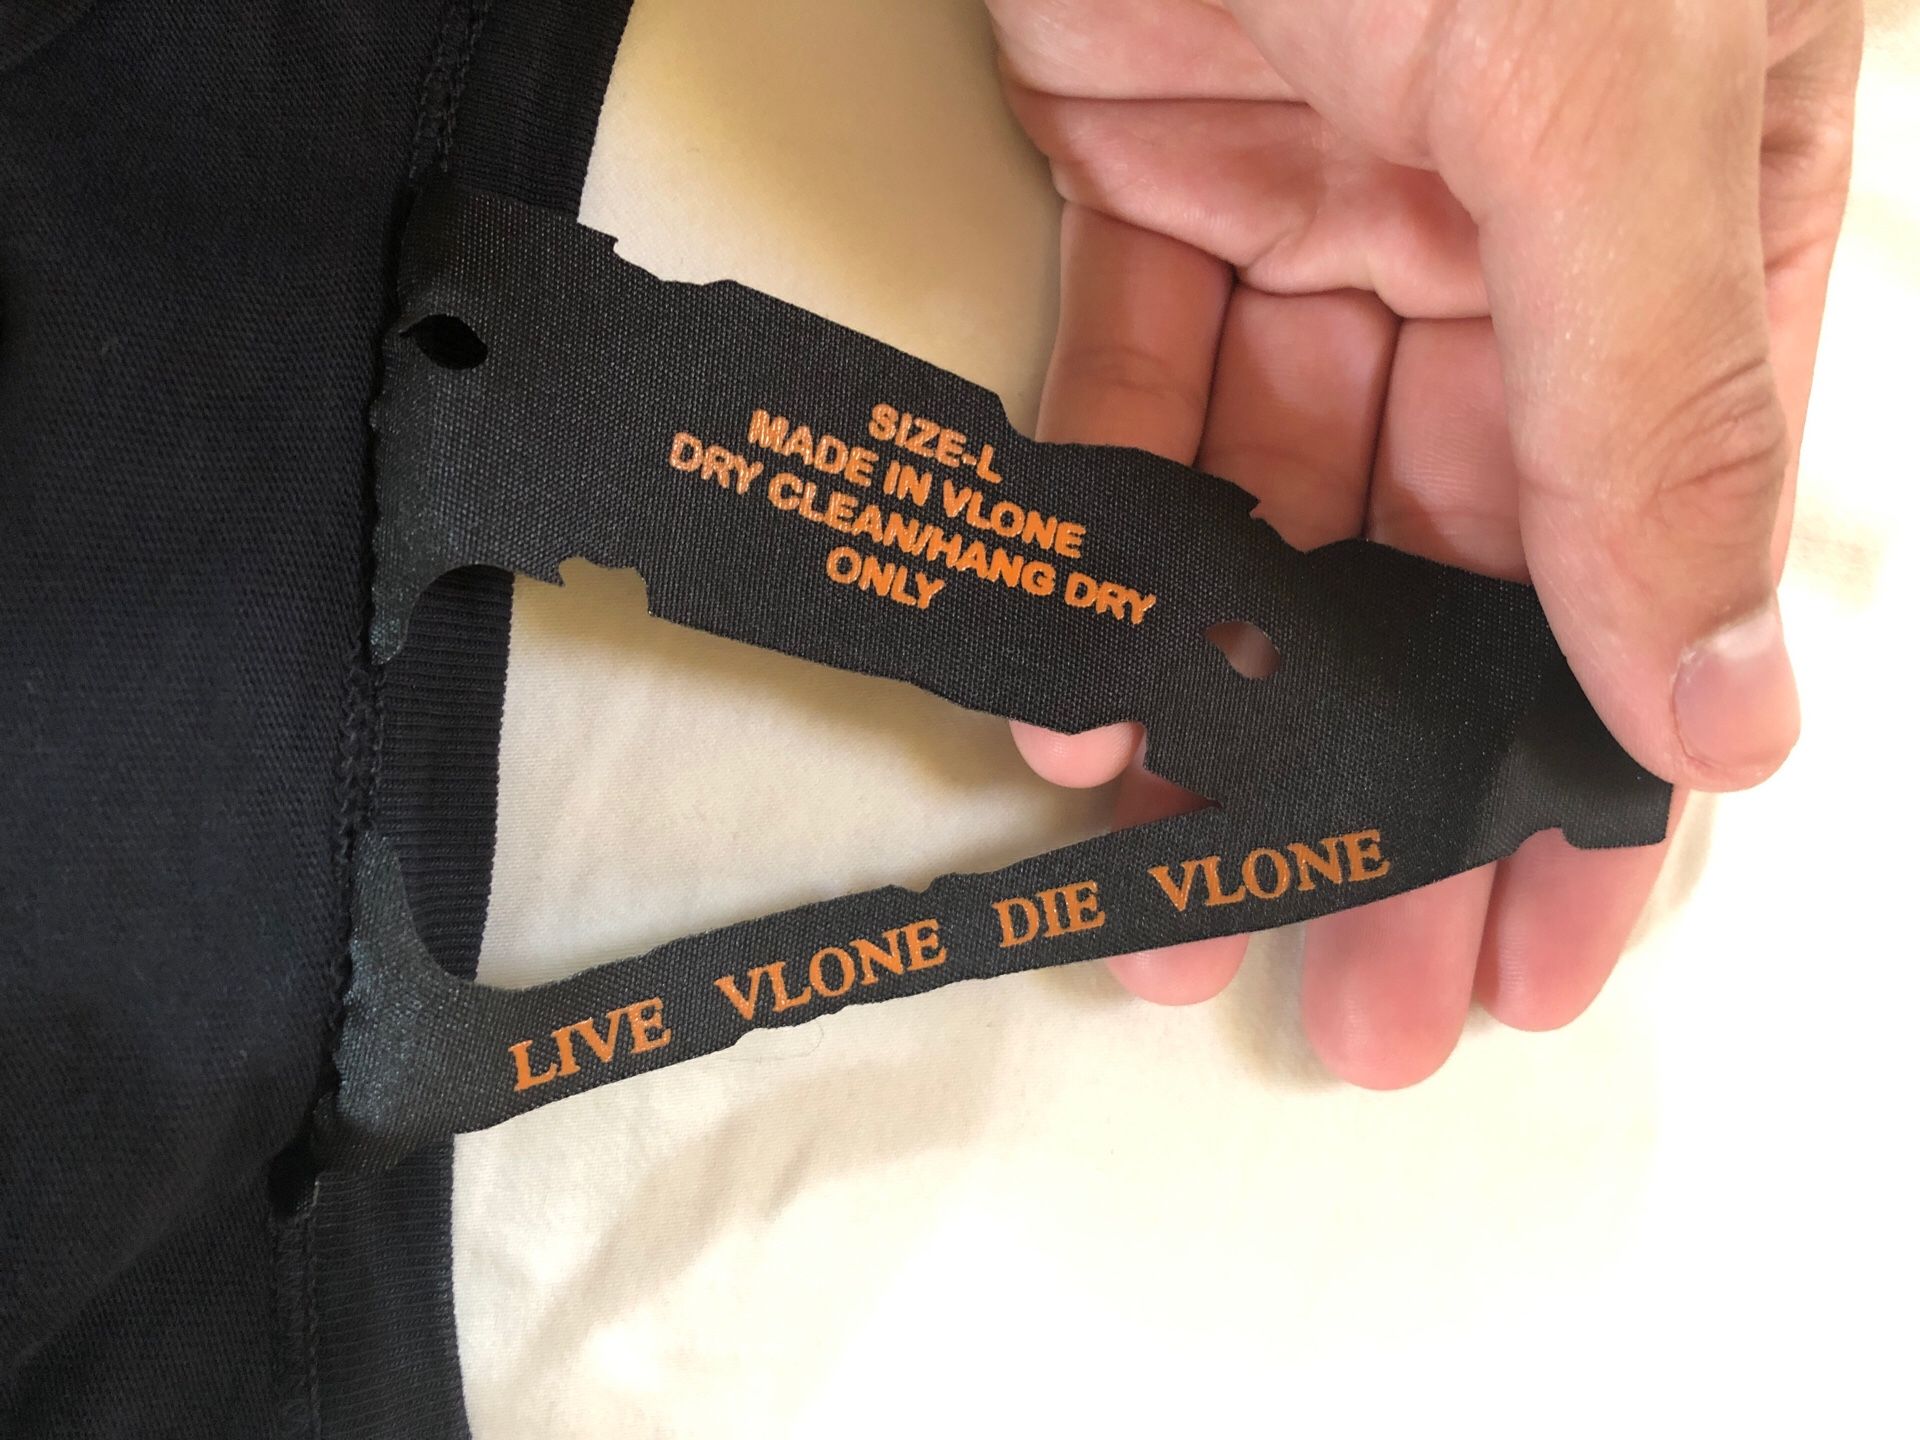 SIZE-L
MADE IN VLONE
DRY CLEAN/HANG DRY
ONLY
LIVE VLONE DIE VLONE